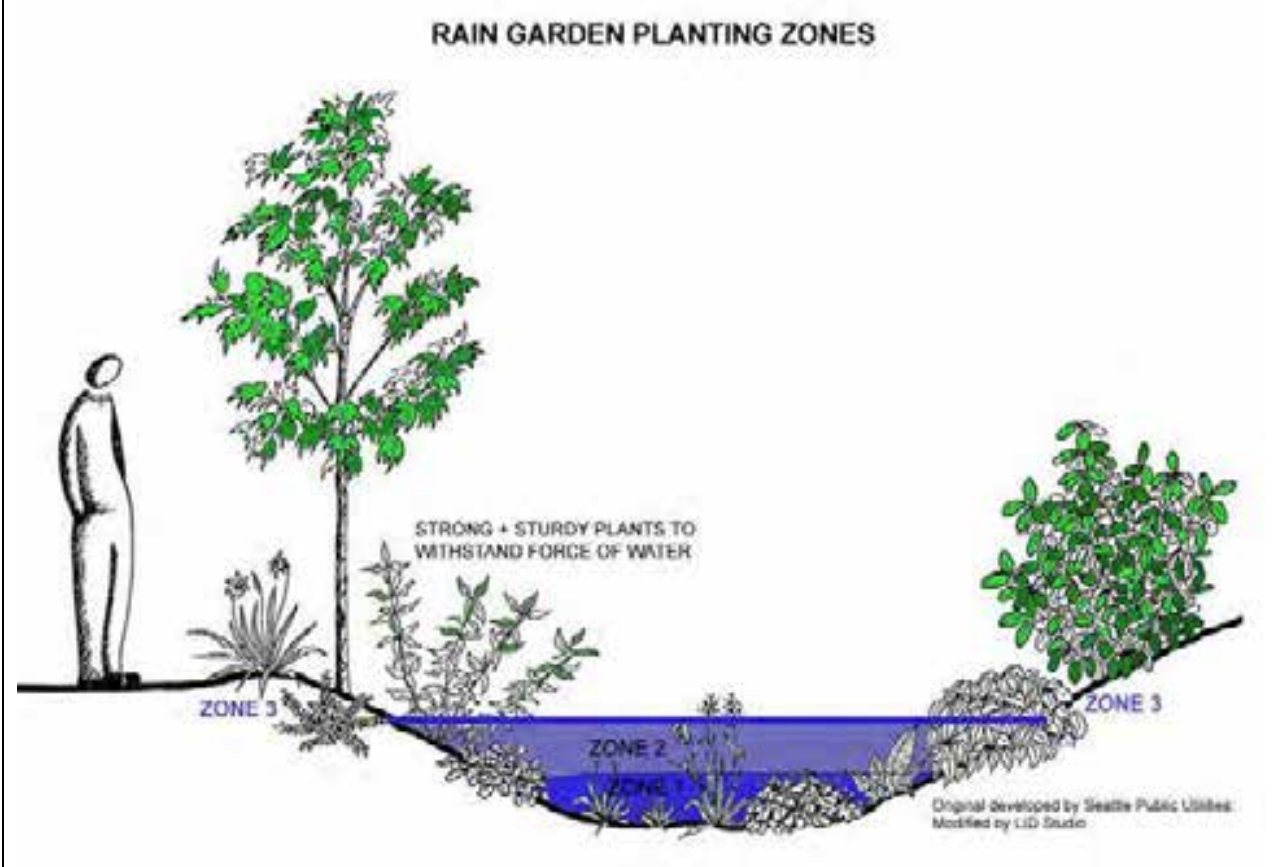 RAIN GARDEN PLANTING ZONES
STRONG + STURDY PLANTS TO
WITHSTAND FORCE OF WATER
ZONE 3
ZONE 3
ZONE 2
ZONE 1
Original developed by Seattle Public Utilities.
Modified by LID Studio